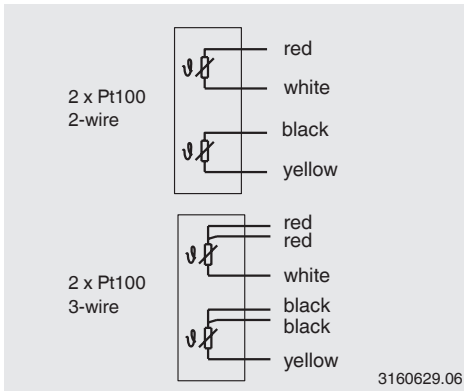 2 x Pt100
2-wire
ϑ
red
white
ϑ
black
yellow
2 x Pt100
3-wire
ϑ
red
red
white
ϑ
black
black
yellow
3160629.06